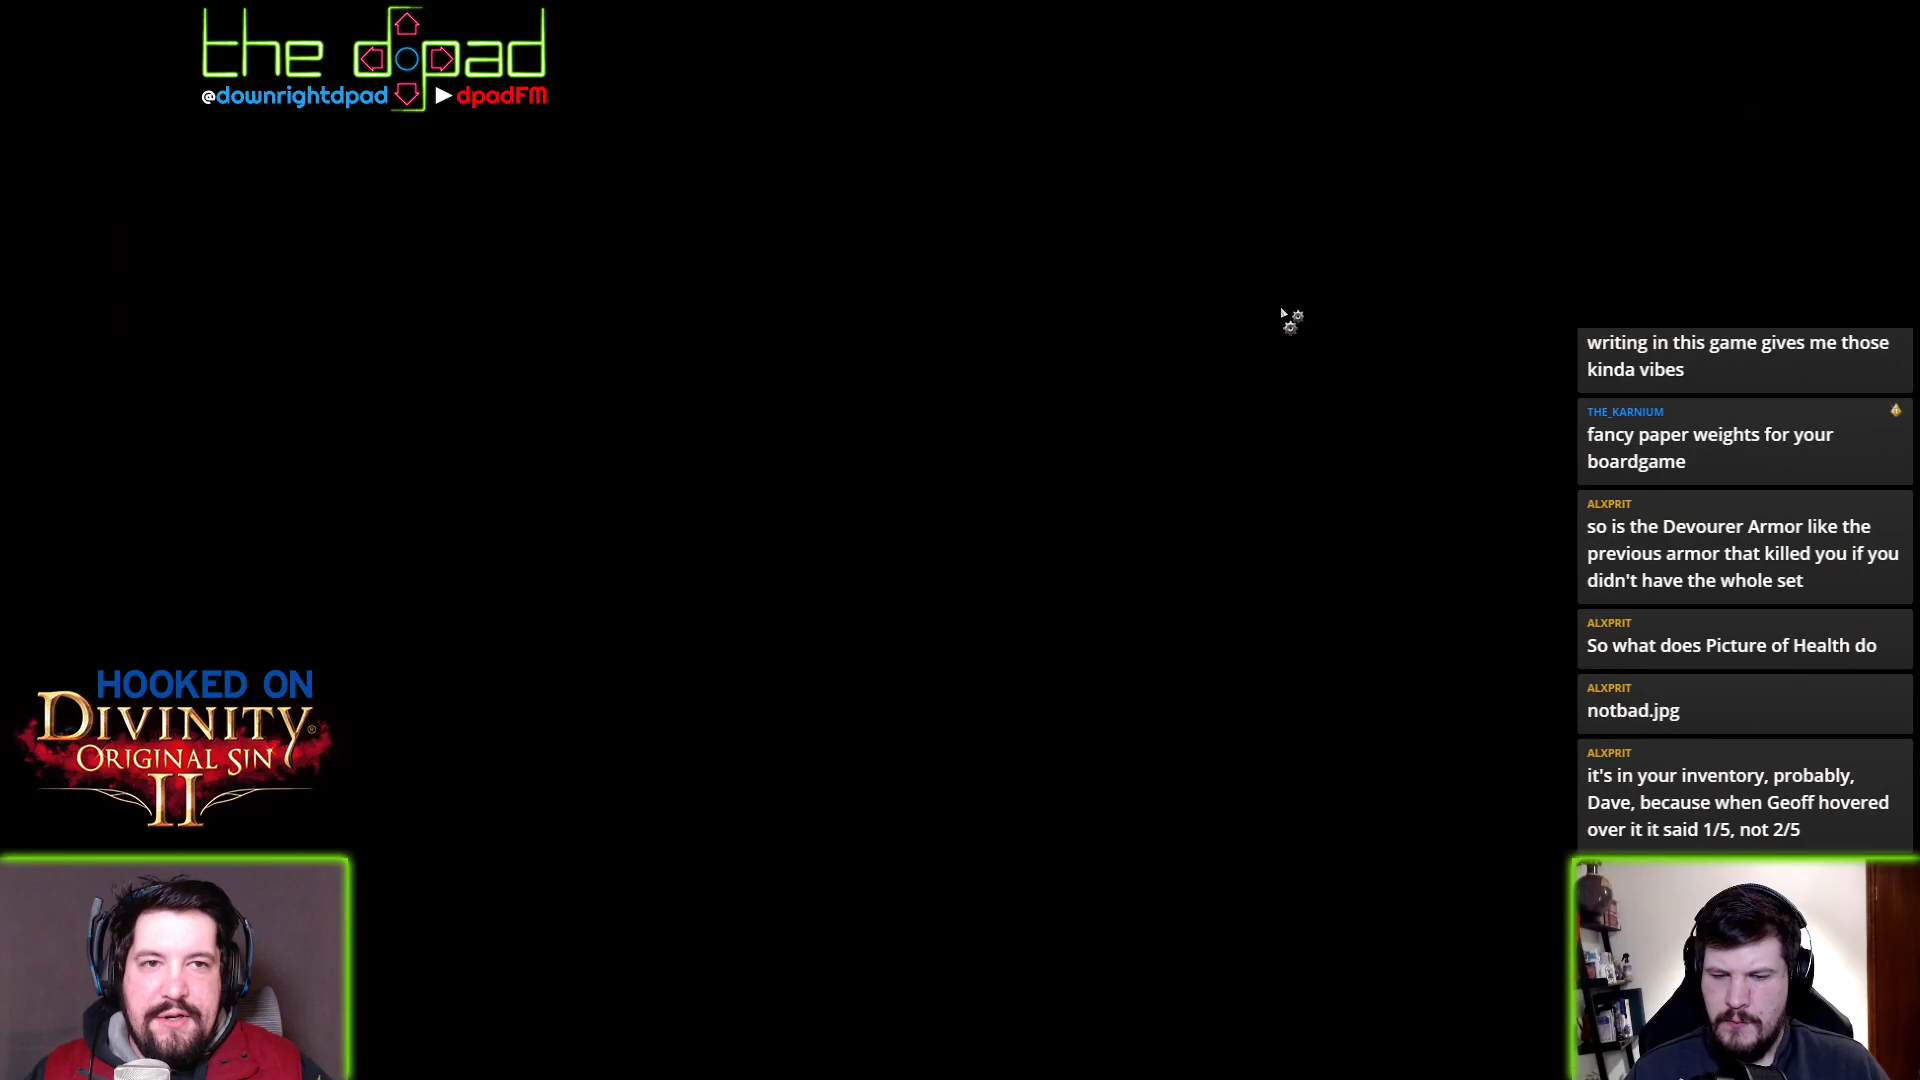 the dpad
@downrightdpad dpadFM
writing in this game gives me those
kinda vibes
THE_KARNIUM
fancy paper weights for your
boardgame
ALXPRIT
so is the Devourer Armor like the
previous armor that killed you if you
didn't have the whole set
ALXPRIT
So what does Picture of Health do
ALXPRIT
notbad.jpg
ALXPRIT
it's in your inventory, probably,
Dave, because when Geoff hovered
over it it said 1/5, not 2/5
HOOKED ON
DIVINITY®
ORIGINAL SIN
II